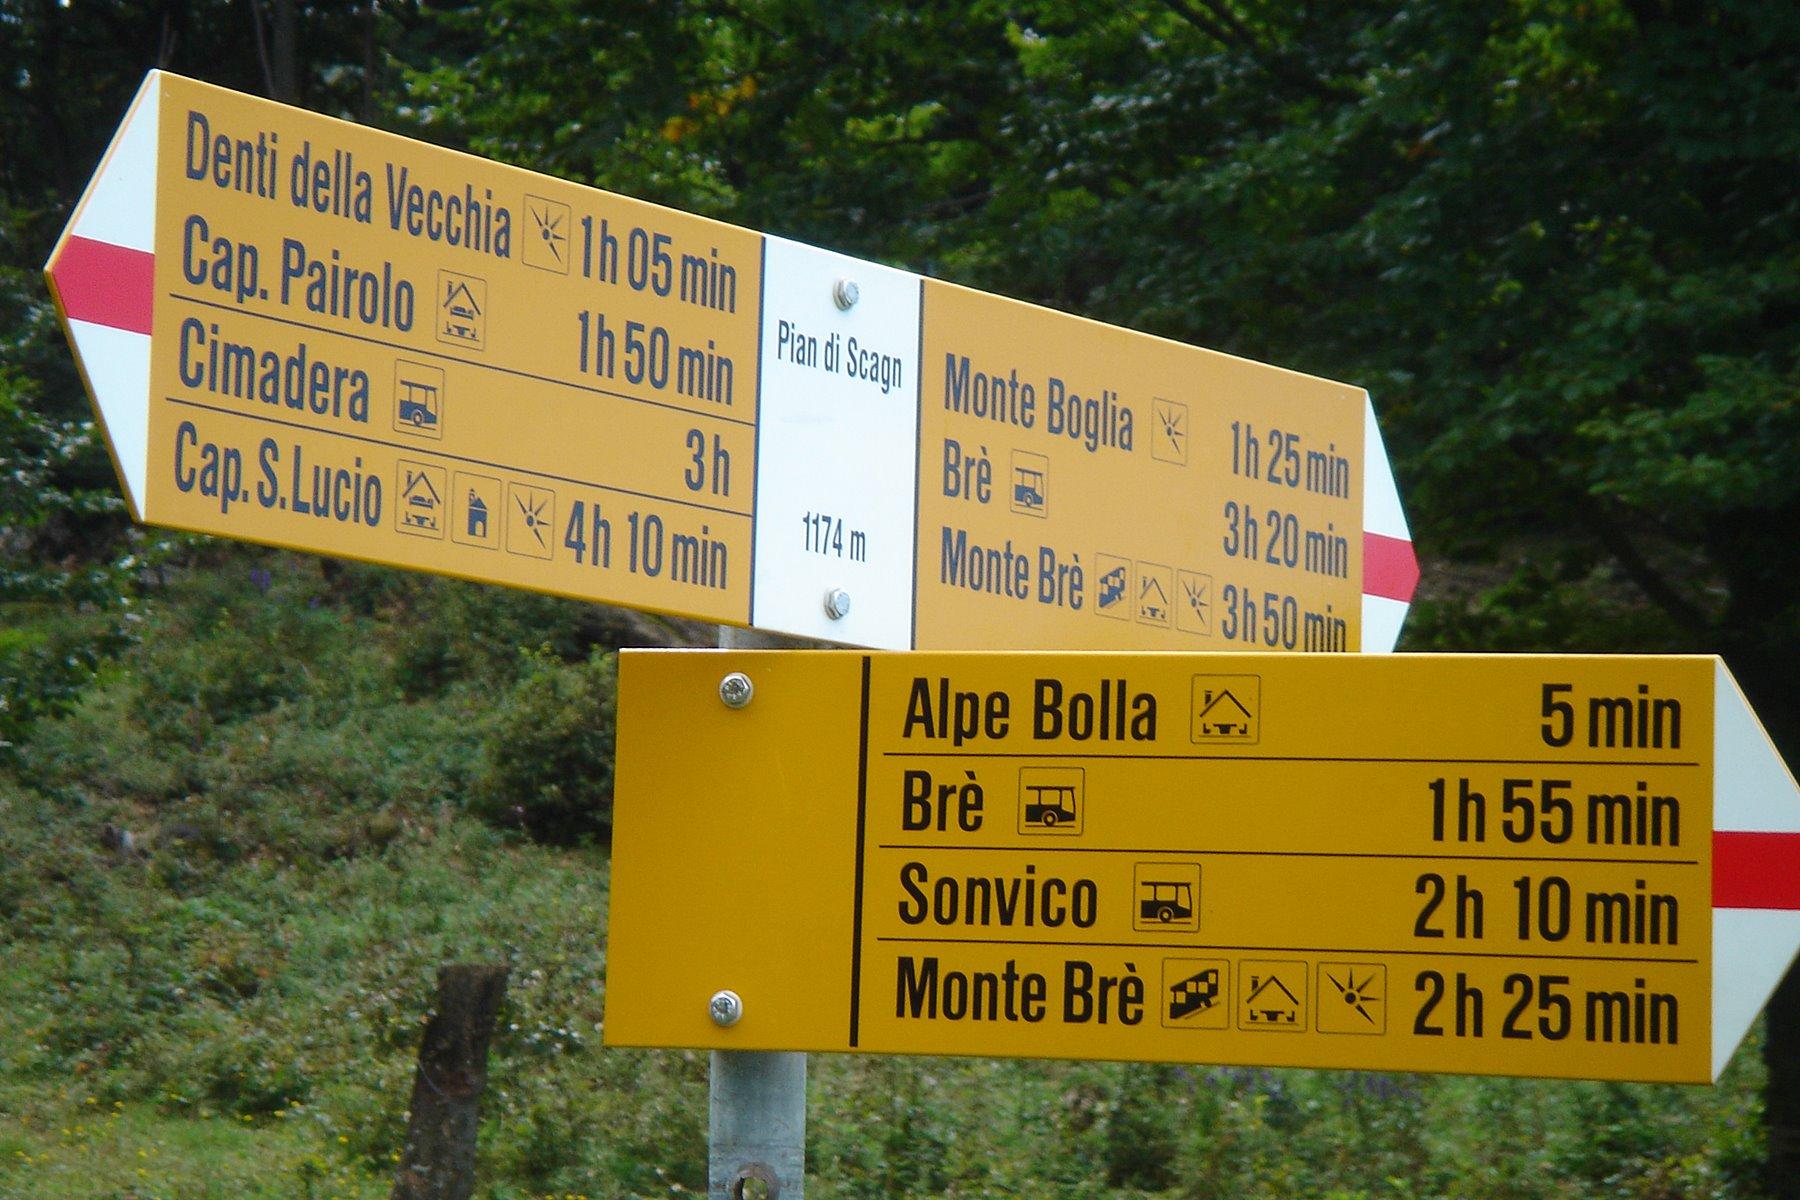 Denti della Vecchia 1h 05 min
Cap. Pairolo 1h 50 min
Cimadera 3h
Cap. S. Lucio 4h 10 min
Pian di Scagn
1174 m
Monte Boglia 1h 25 min
Brè 3h 20 min
Monte Brè 3h 50 min
Alpe Bolla 5 min
Brè 1h 55 min
Sonvico 2h 10 min
Monte Brè 2h 25 min